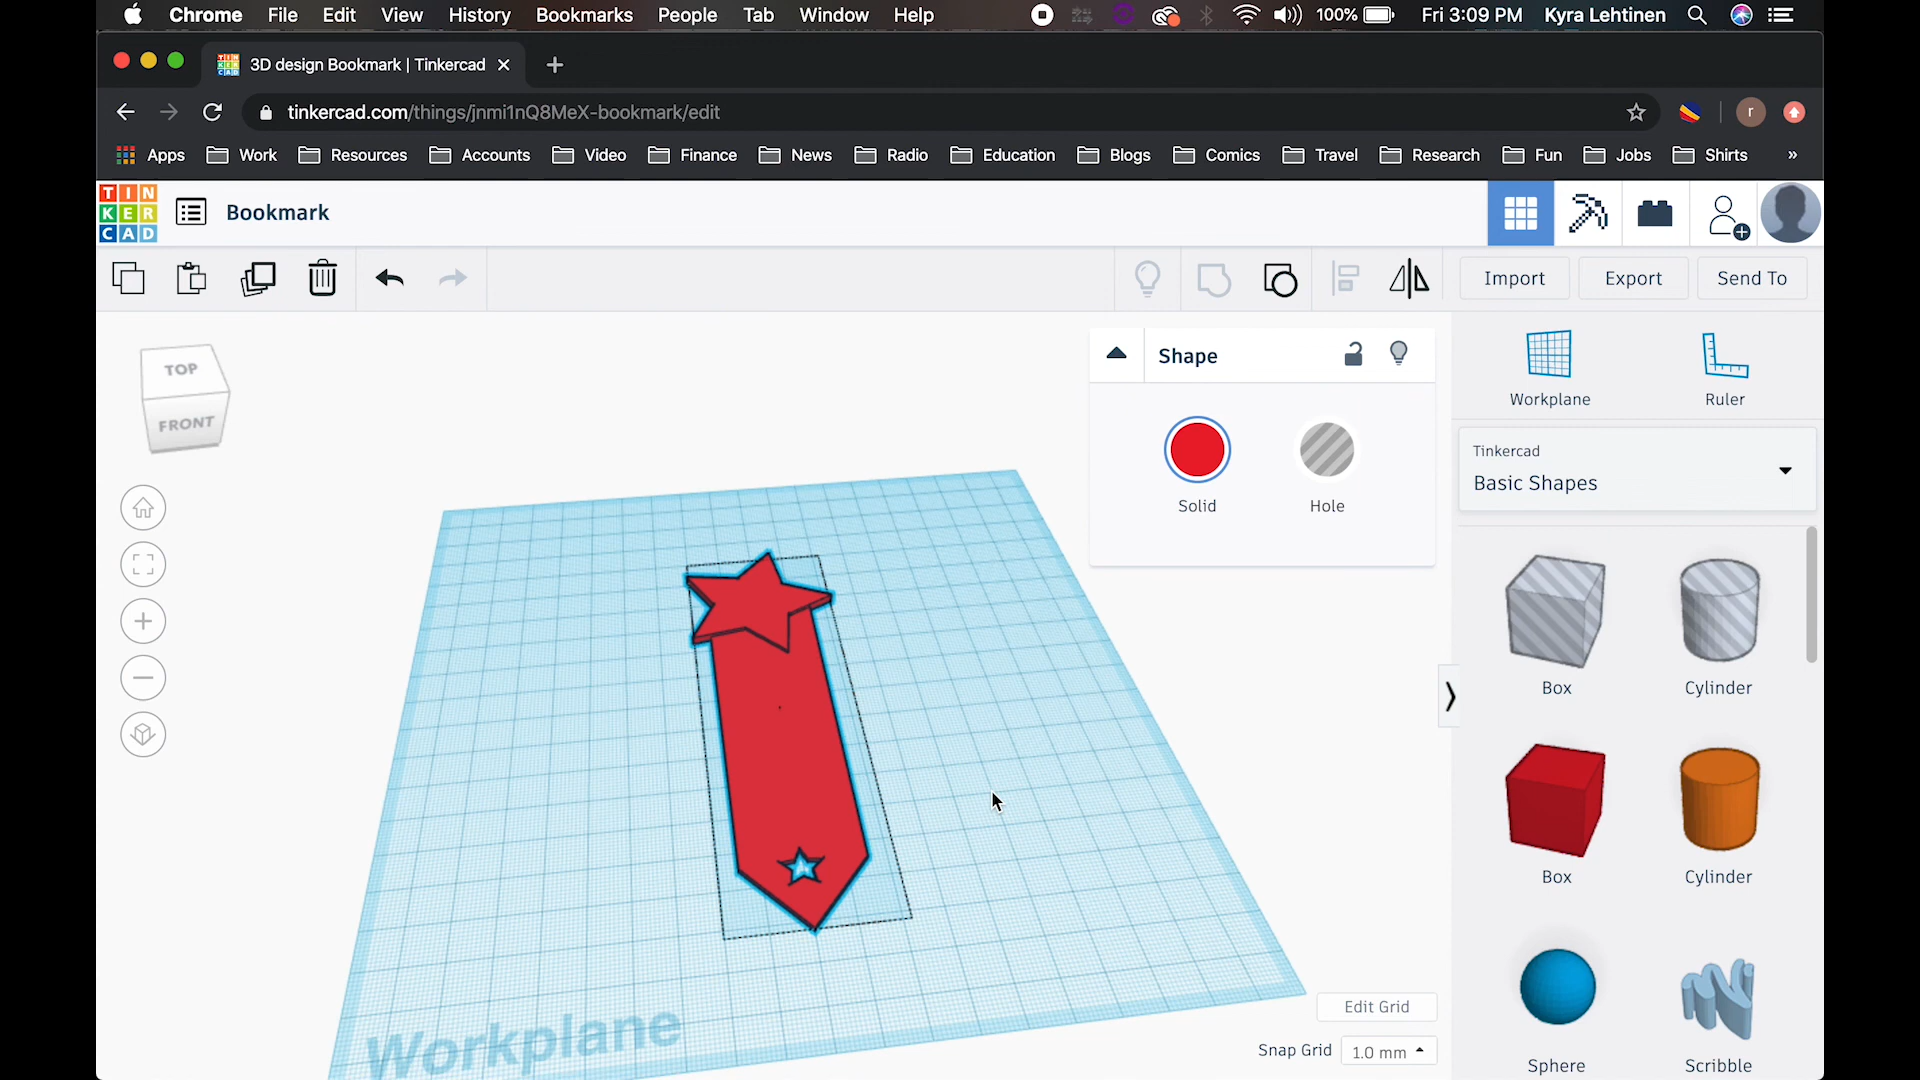 Chrome File Edit View History Bookmarks People Tab Window Help 100% Fri 3:09 PM Kyra Lehtinen
3D design Bookmark | Tinkercad
tinkercad.com/things/jnmi1nQ8MeX-bookmark/edit r
Apps Work Resources Accounts Video Finance News Radio Education Blogs Comics Travel Research Fun Jobs Shirts »
TIN
KER
CAD
Bookmark
Import Export Send To
TOP
FRONT
Shape
Solid Hole
Workplane Ruler
Tinkercad
Basic Shapes
Box Cylinder
Box Cylinder
Sphere Scribble
Workplane
Edit Grid
Snap Grid 1.0 mm